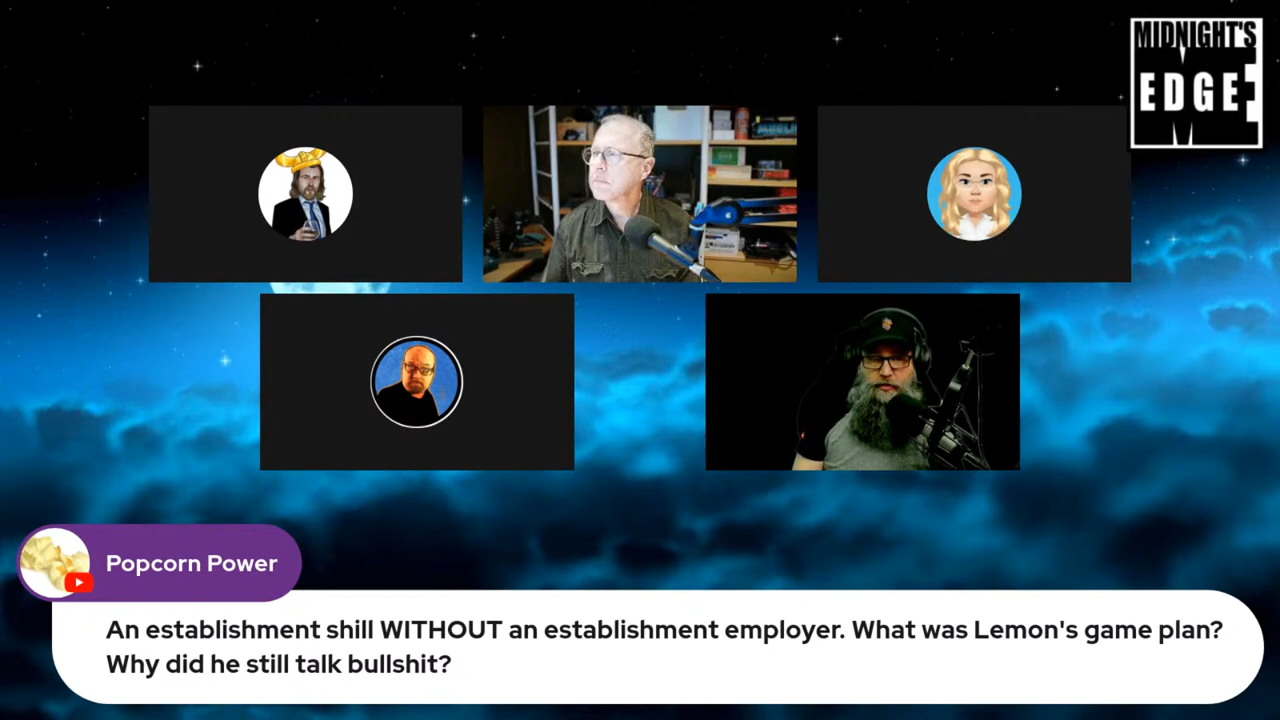 MIDNIGHT'S
EDGE
Popcorn Power
An establishment shill WITHOUT an establishment employer. What was Lemon's game plan?
Why did he still talk bullshit?